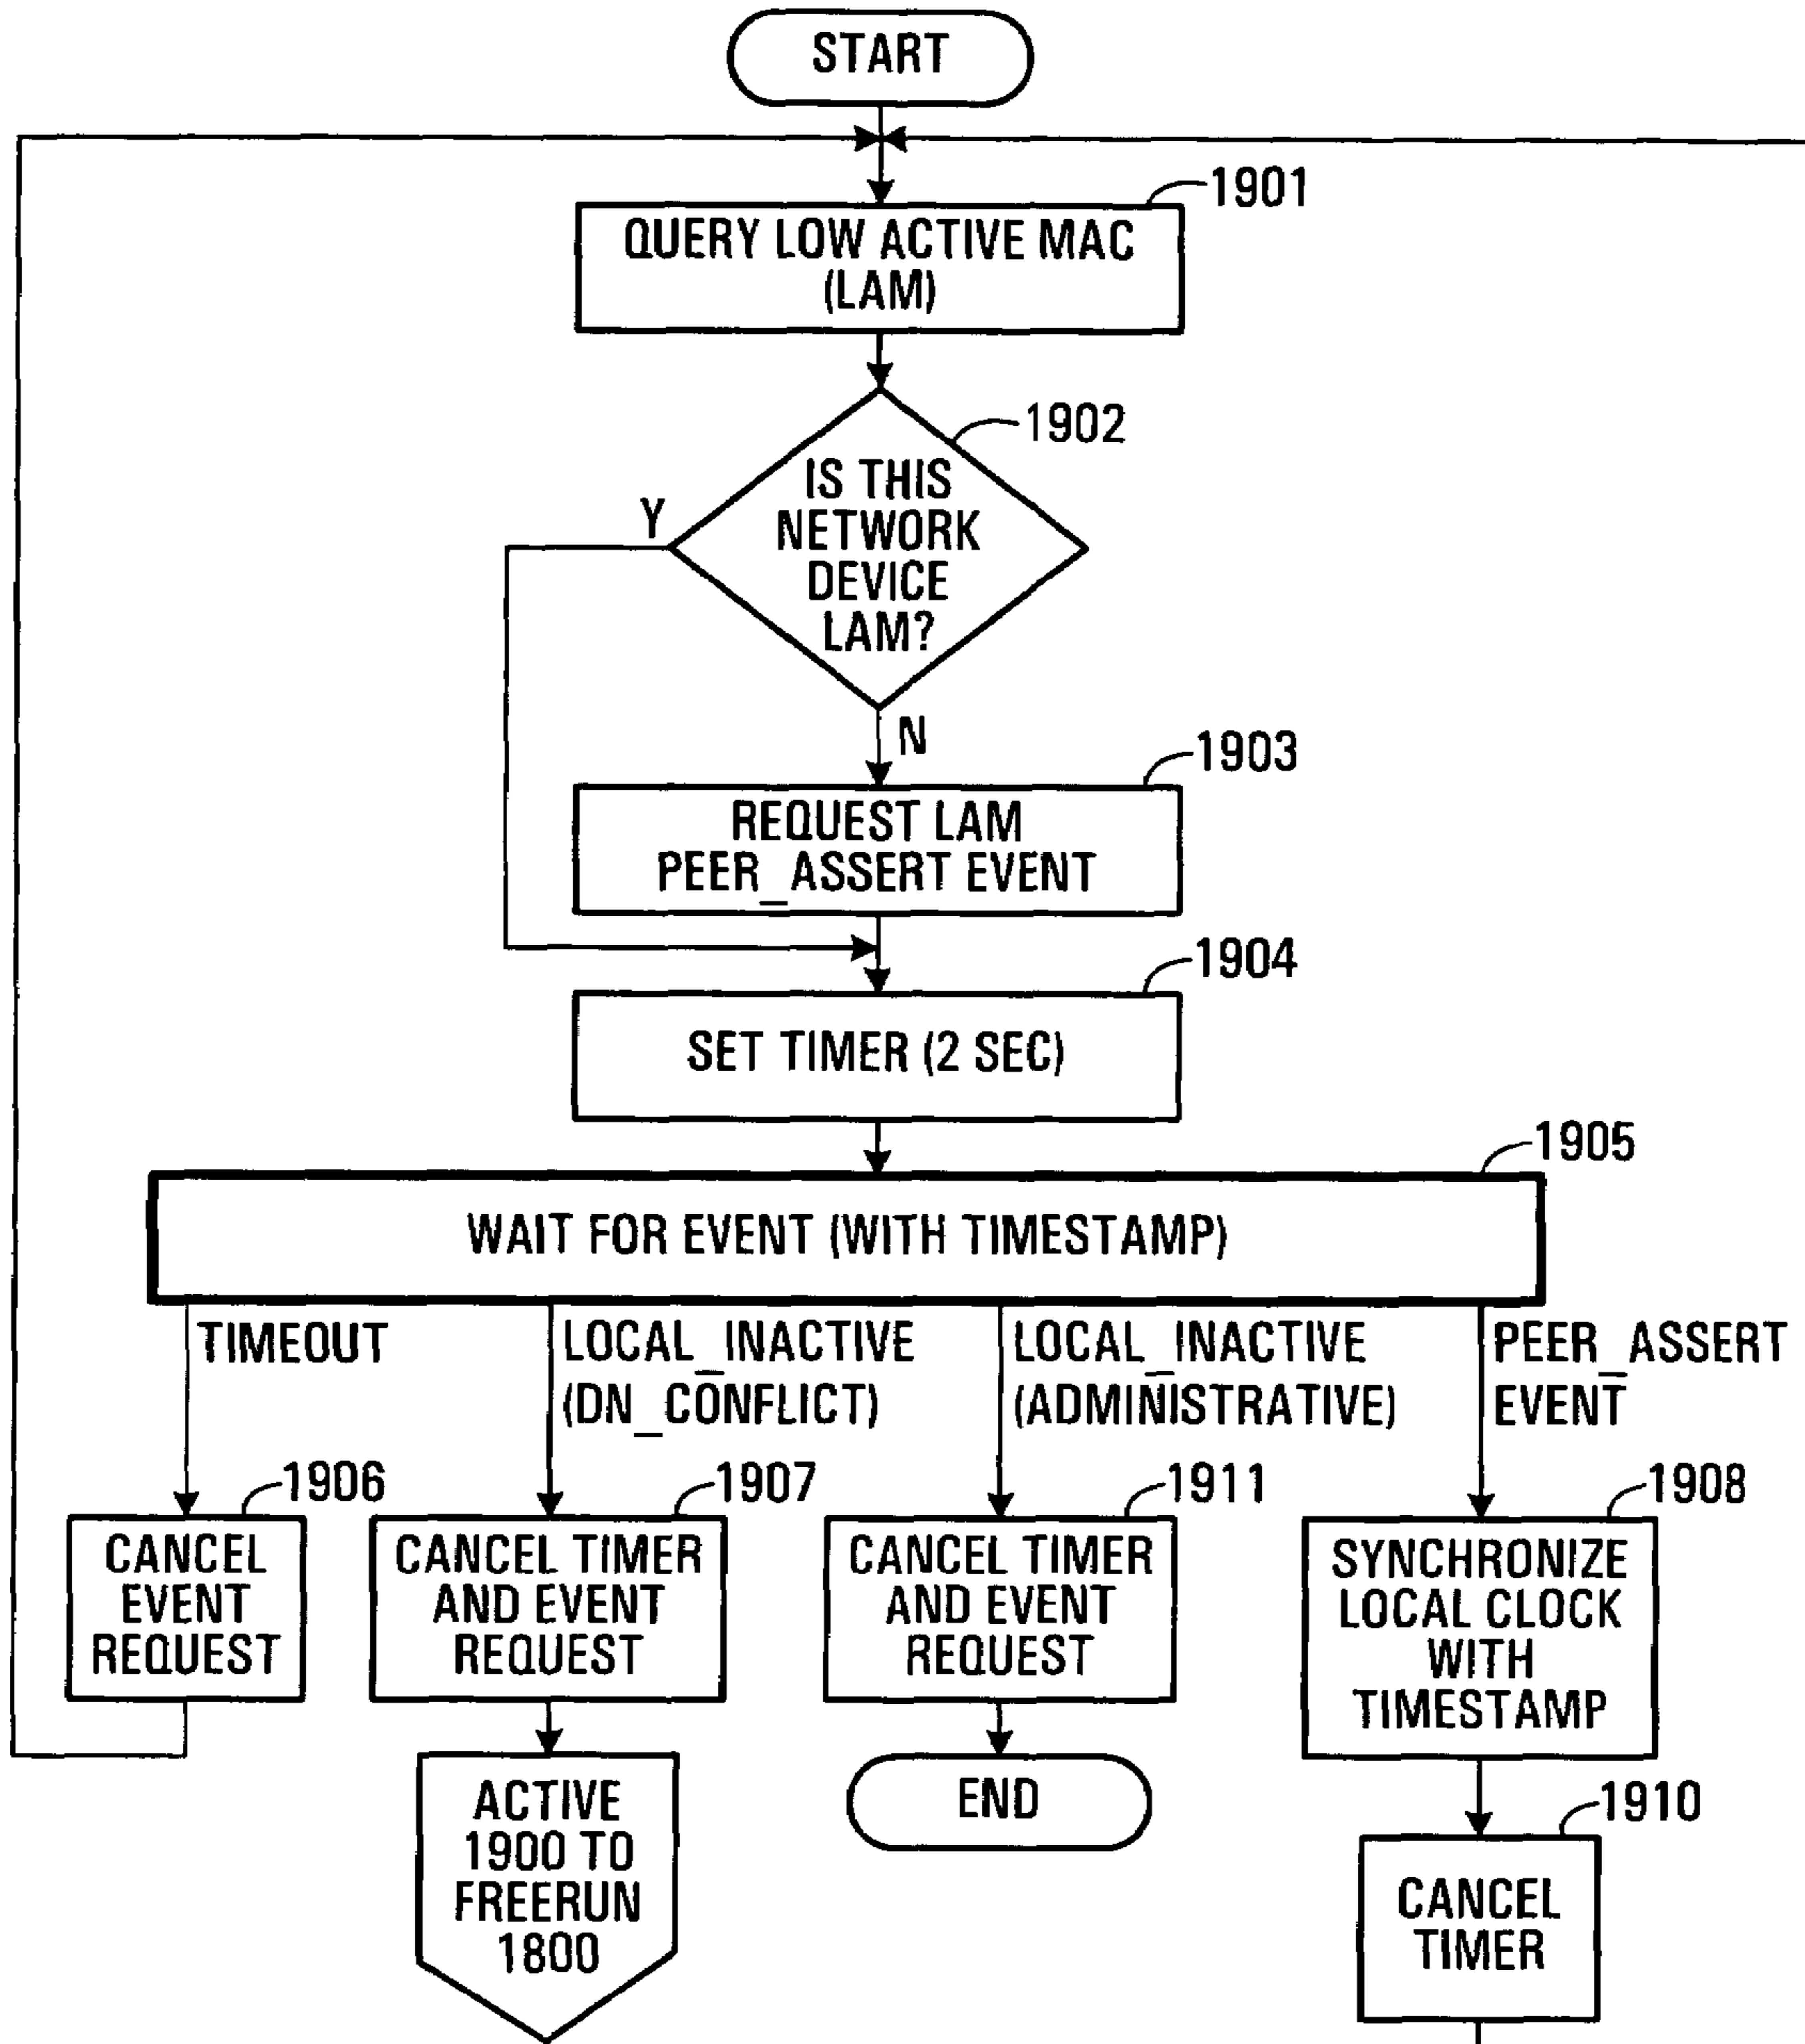 START
1901
QUERY LOW ACTIVE MAC
(LAM)
1902
IS THIS
NETWORK
DEVICE
LAM?
Y
N
1903
REQUEST LAM
PEER_ASSERT EVENT
1904
SET TIMER (2 SEC)
1905
WAIT FOR EVENT (WITH TIMESTAMP)
TIMEOUT
LOCAL_INACTIVE
(DN_CONFLICT)
LOCAL_INACTIVE
(ADMINISTRATIVE)
PEER_ASSERT
EVENT
1906
CANCEL
EVENT
REQUEST
1907
CANCEL TIMER
AND EVENT
REQUEST
1911
CANCEL TIMER
AND EVENT
REQUEST
1908
SYNCHRONIZE
LOCAL CLOCK
WITH
TIMESTAMP
ACTIVE
1900 TO
FREERUN
1800
END
1910
CANCEL
TIMER